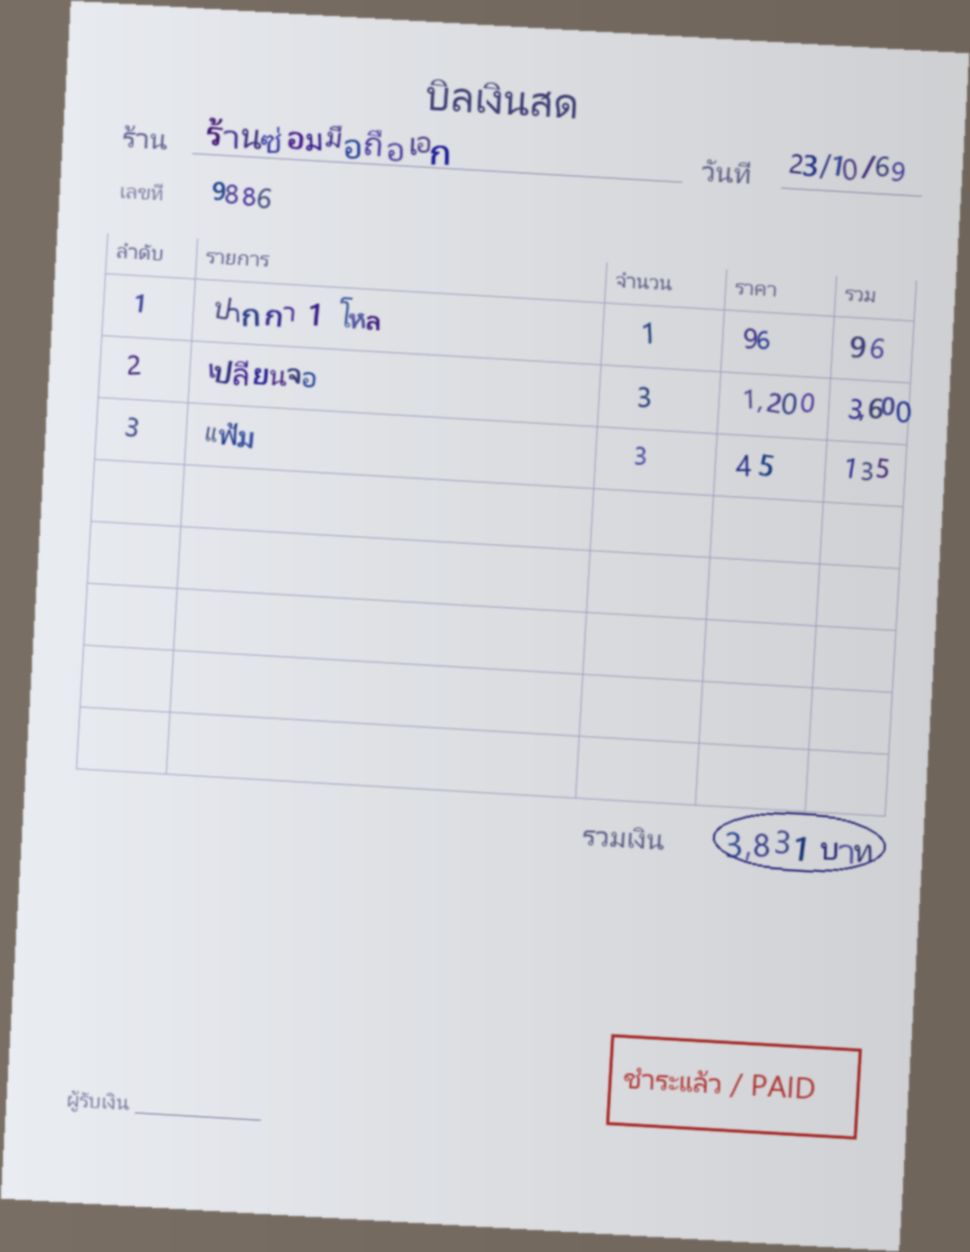 บิลเงินสด
ร้าน ร้านซ่อมมือถือเอก วันที่ 23/10/69
เลขที่ 9886
ลำดับ รายการ จำนวน ราคา รวม
1 ปากกา 1 โหล 1 96 96
2 เปลี่ยนจอ 3 1,200 3,600
3 แฟ้ม 3 45 135
รวมเงิน 3,831 บาท
ชำระแล้ว / PAID
ผู้รับเงิน